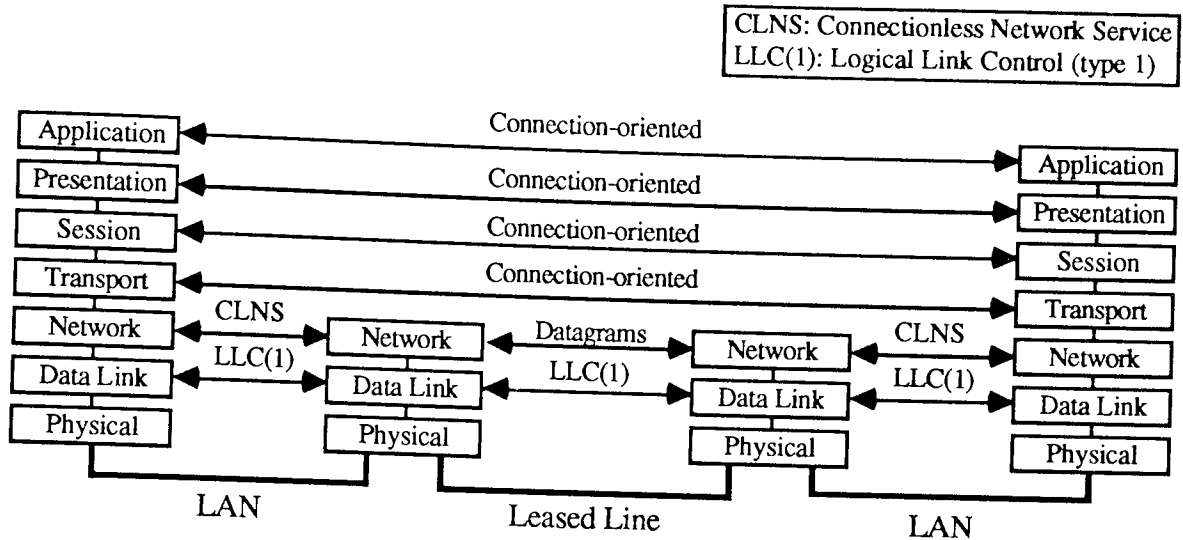 CLNS: Connectionless Network Service
LLC(1): Logical Link Control (type 1)
Application
Connection-oriented
Application
Presentation
Connection-oriented
Presentation
Session
Connection-oriented
Session
Transport
Connection-oriented
Transport
Network
CLNS
Network
Datagrams
Network
CLNS
Network
Data Link
LLC(1)
Data Link
LLC(1)
Data Link
LLC(1)
Data Link
Physical
Physical
Physical
Physical
LAN
Leased Line
LAN